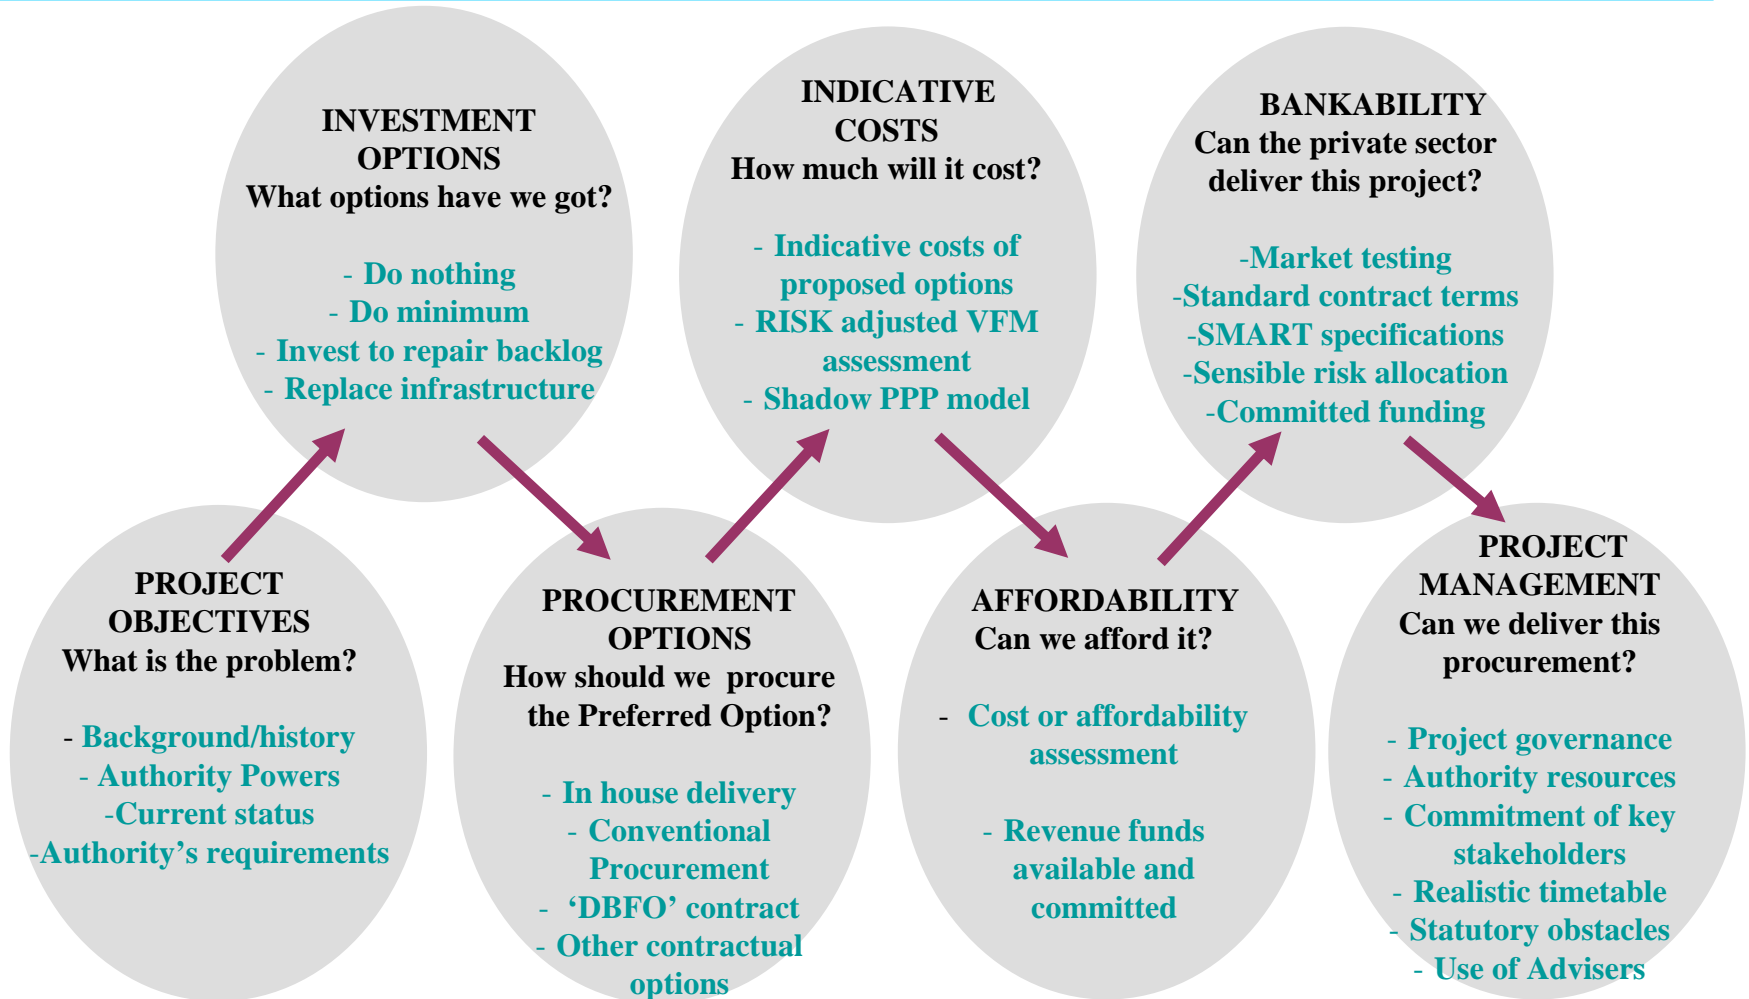 PROJECT
OBJECTIVES
What is the problem?
- Background/history
- Authority Powers
-Current status
-Authority’s requirements
INVESTMENT
OPTIONS
What options have we got?
- Do nothing
- Do minimum
- Invest to repair backlog
- Replace infrastructure
PROCUREMENT
OPTIONS
How should we procure
the Preferred Option?
- In house delivery
- Conventional
Procurement
- ‘DBFO’ contract
- Other contractual
options
INDICATIVE
COSTS
How much will it cost?
- Indicative costs of
proposed options
- RISK adjusted VFM
assessment
- Shadow PPP model
AFFORDABILITY
Can we afford it?
- Cost or affordability
assessment
- Revenue funds
available and
committed
BANKABILITY
Can the private sector
deliver this project?
-Market testing
-Standard contract terms
-SMART specifications
-Sensible risk allocation
-Committed funding
PROJECT
MANAGEMENT
Can we deliver this
procurement?
- Project governance
- Authority resources
- Commitment of key
stakeholders
- Realistic timetable
- Statutory obstacles
- Use of Advisers